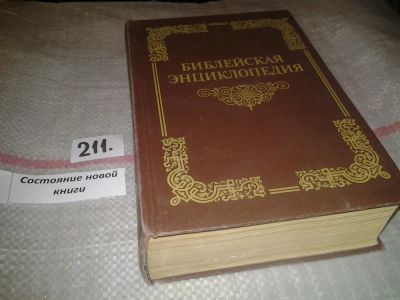 БИБЛЕЙСКАЯ
ЭНЦИКЛОПЕДИЯ
211.
Состояние новой
книги